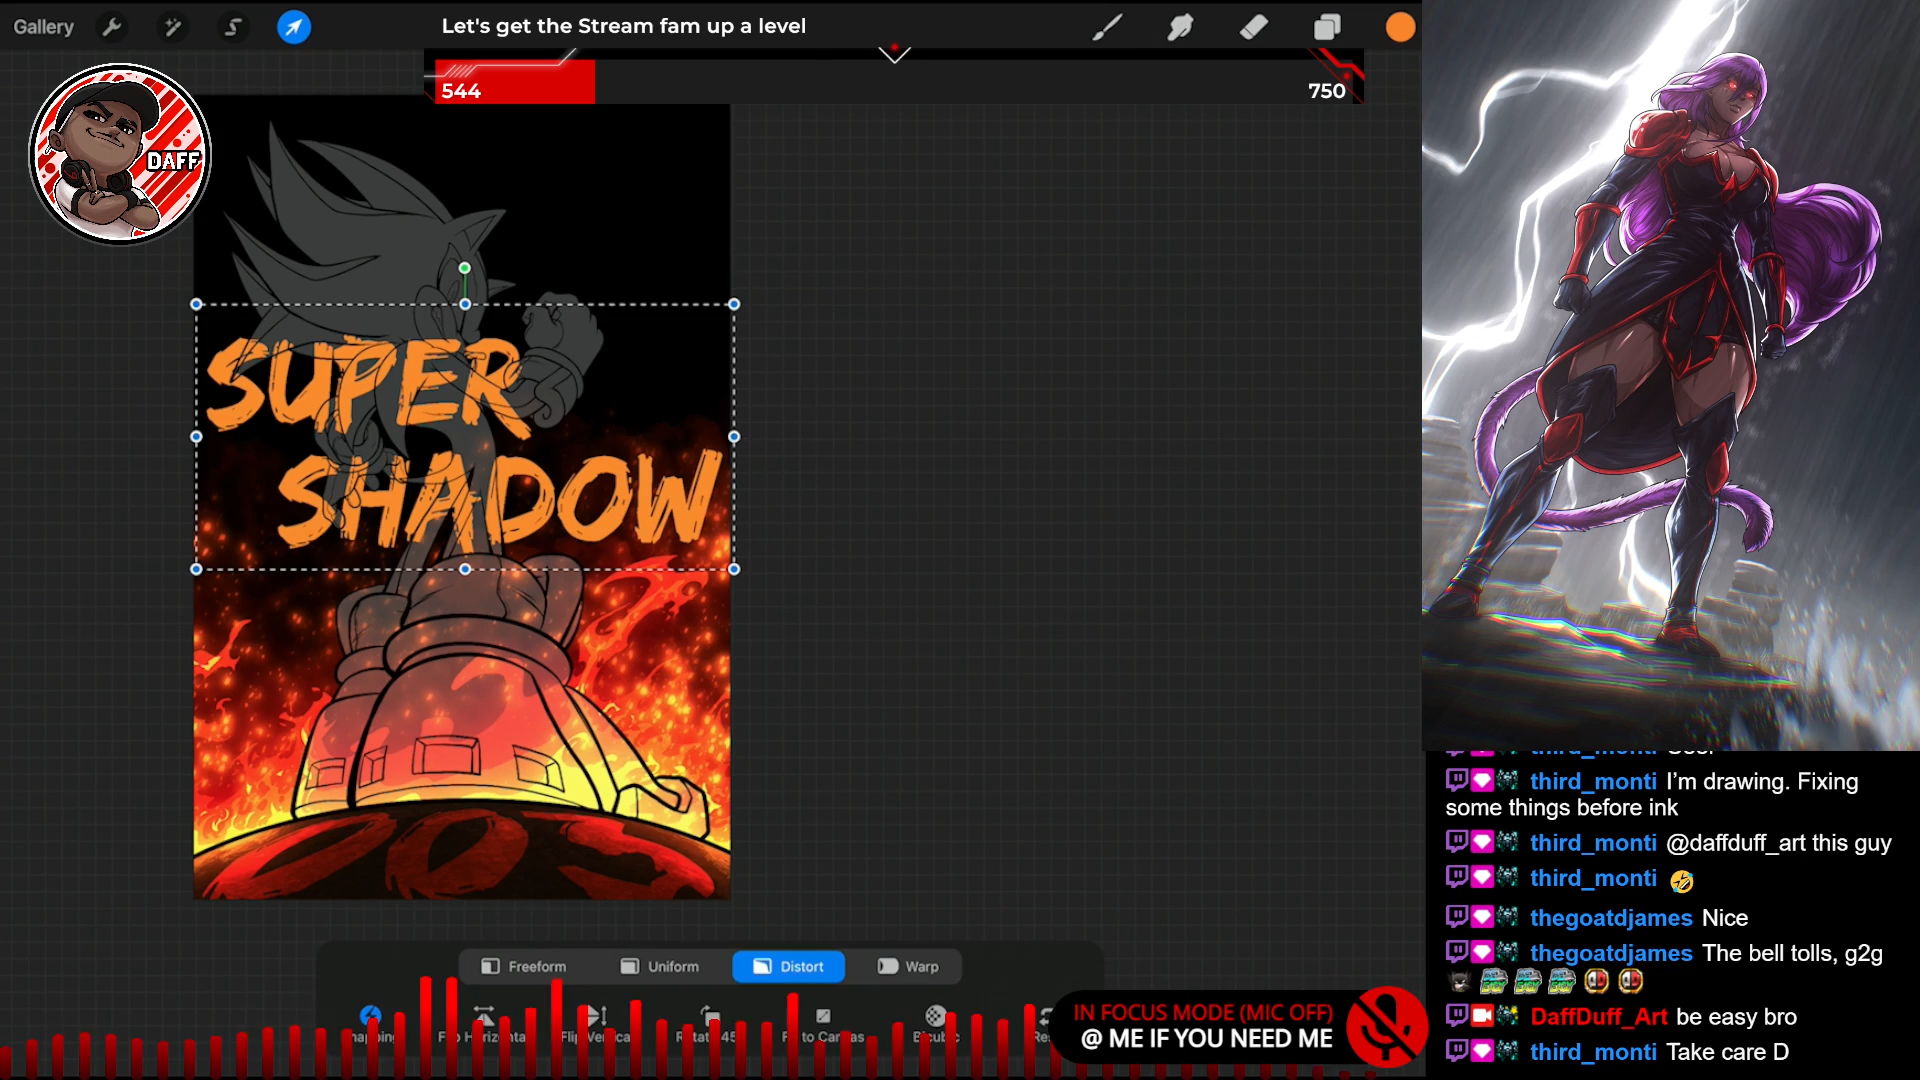 Gallery
Let's get the Stream fam up a level
544
750
DAFF
SUPER
SHADOW
Freeform
Uniform
Distort
Warp
Rotate 45
IN FOCUS MODE (MIC OFF)
@ ME IF YOU NEED ME
third_monti I'm drawing. Fixing
some things before ink
third_monti @daffduff_art this guy
third_monti
thegoatdjames Nice
thegoatdjames The bell tolls, g2g
DaffDuff_Art be easy bro
third_monti Take care D